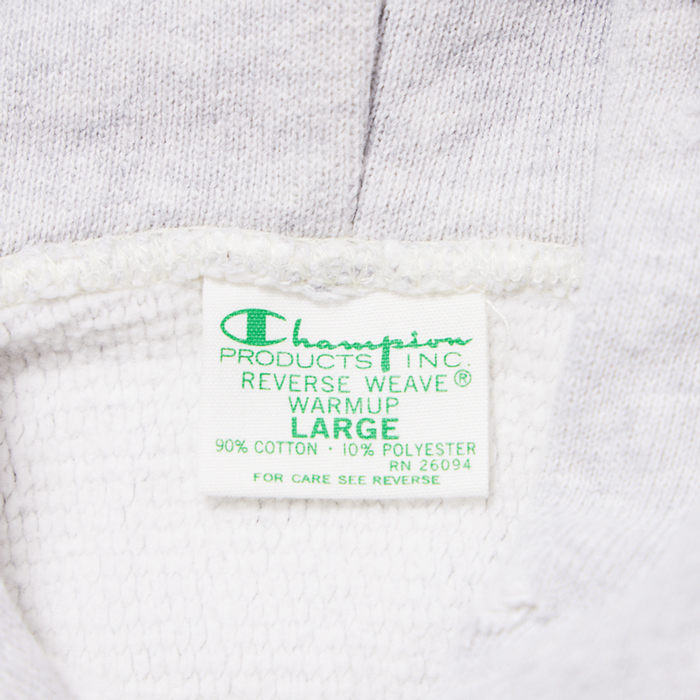 Champion
PRODUCTS INC.
REVERSE WEAVE®
WARMUP
LARGE
90% COTTON · 10% POLYESTER
RN 26094
FOR CARE SEE REVERSE